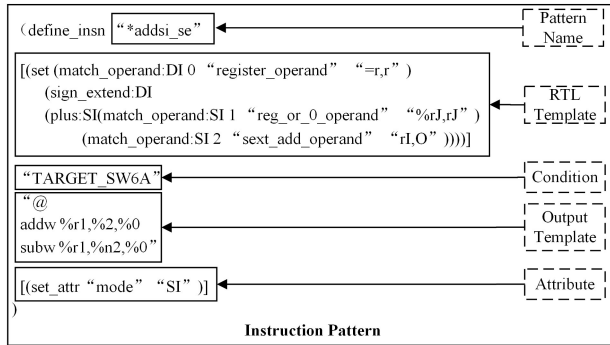 (define_insn “*addsi_se”
Pattern Name
[(set (match_operand:DI 0 “register_operand” “=r,r” )
(sign_extend:DI
(plus:SI(match_operand:SI 1 “reg_or_0_operand” “%rJ,rJ” )
(match_operand:SI 2 “sext_add_operand” “rI,O” ))))]
RTL Template
“TARGET_SW6A”
Condition
“@
addw %r1,%2,%0
subw %r1,%n2,%0”
Output Template
[(set_attr “mode” “SI” )]
Attribute
)
Instruction Pattern